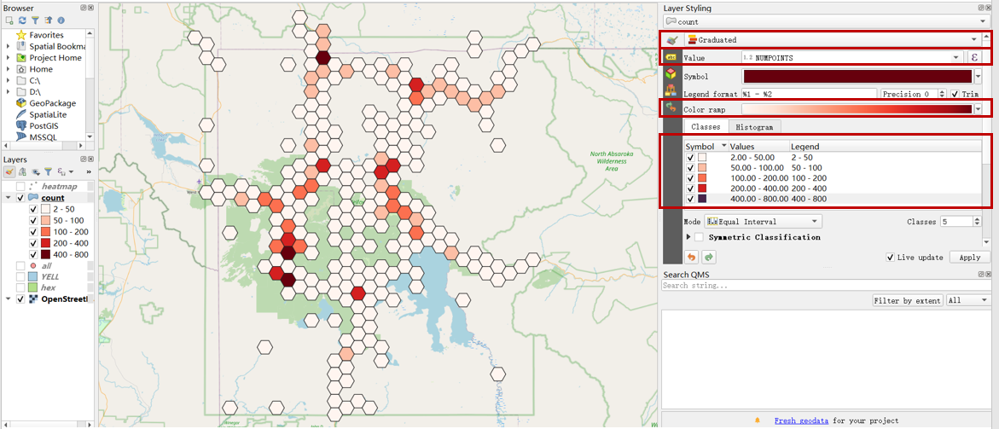 Browser
Favorites
Spatial Bookma
Project Home
Home
C:\
D:\
GeoPackage
SpatiaLite
PostGIS
MSSQL
Layers
»
heatmap
count
2 - 50
50 - 100
100 - 200
200 - 400
400 - 800
all
YELL
hex
OpenStreetI
North Absaroka
Wilderness
Area
West
Layer Styling
count
Graduated
Value
1.2 NUMPOINTS
ε
Symbol
Legend format %1 - %2
Precision 0
Trim
Color ramp
Classes
Histogram
Symbol Values Legend
2.00 - 50.00 2 - 50
50.00 - 100.00 50 - 100
100.00 - 200.00 100 - 200
200.00 - 400.00 200 - 400
400.00 - 800.00 400 - 800
Mode Equal Interval Classes 5
Symmetric Classification
Live update Apply
Search QMS
Search string...
Filter by extent All
Fresh geodata for your project